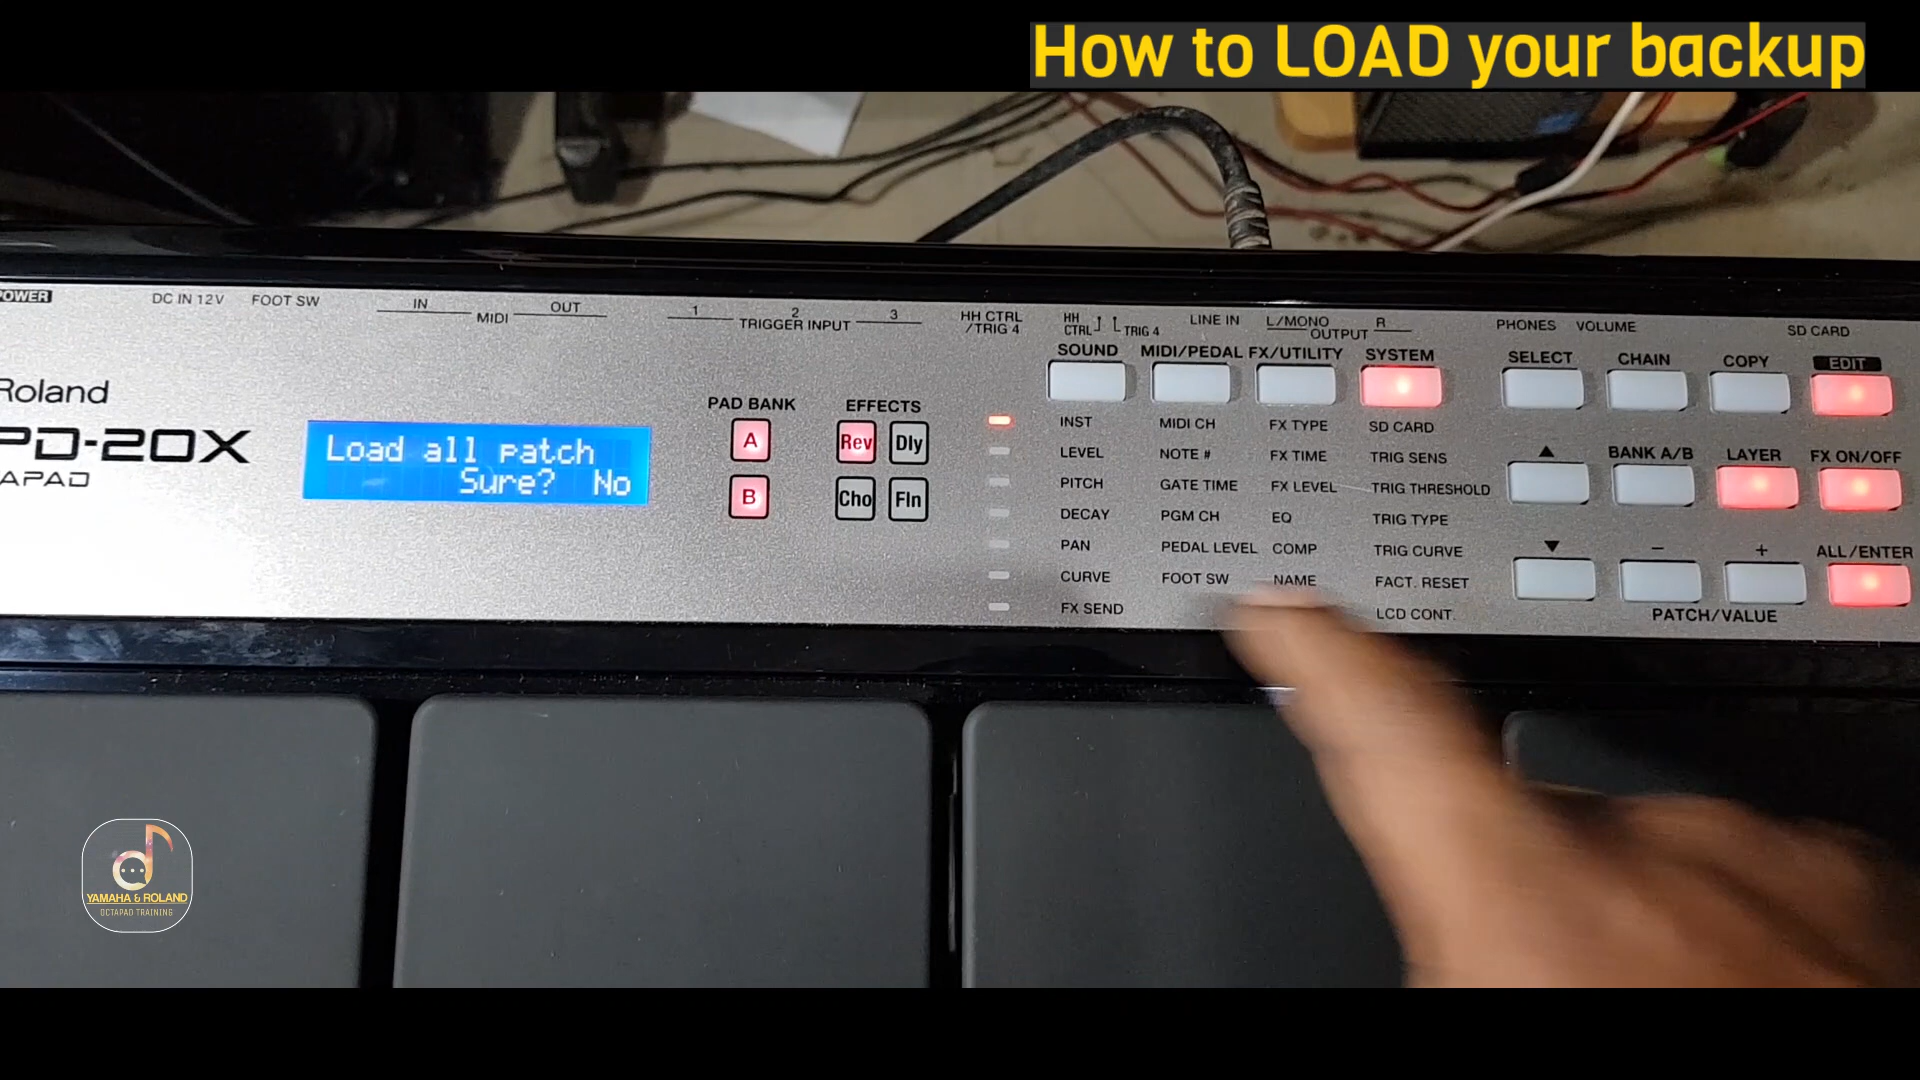 How to LOAD your backup
POWER
DC IN 12V
FOOT SW
IN
MIDI
OUT
1
2
3
TRIGGER INPUT
HH CTRL
/TRIG 4
HH
CTRL
TRIG 4
LINE IN
L/MONO
OUTPUT
R
PHONES
VOLUME
SD CARD
Roland
PD-20X
APAD
Load all patch
Sure? No
PAD BANK
A
B
EFFECTS
Rev
Dly
Cho
Fln
SOUND
MIDI/PEDAL
FX/UTILITY
SYSTEM
INST
LEVEL
PITCH
DECAY
PAN
CURVE
FX SEND
MIDI CH
NOTE #
GATE TIME
PGM CH
PEDAL LEVEL
FOOT SW
FX TYPE
FX TIME
FX LEVEL
EQ
COMP
NAME
SD CARD
TRIG SENS
TRIG THRESHOLD
TRIG TYPE
TRIG CURVE
FACT. RESET
LCD CONT.
SELECT
CHAIN
COPY
EDIT
▲
BANK A/B
LAYER
FX ON/OFF
▼
−
+
ALL/ENTER
PATCH/VALUE
YAMAHA & ROLAND
OCTAPAD TRAINING